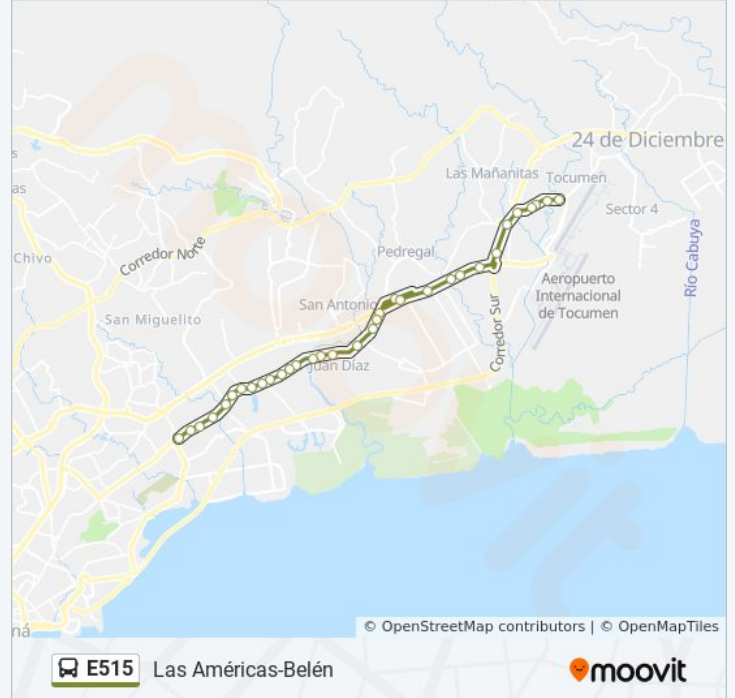 24 de Diciembre
Las Mañanitas
Tocumen
Sector 4
Río Cabuya
Corredor Norte
Chivo
Pedregal
Aeropuerto
Internacional
de Tocumen
San Antonio
San Miguelito
Corredor Sur
Juan Díaz
© OpenStreetMap contributors | © OpenMapTiles
E515
Las Américas-Belén
moovit